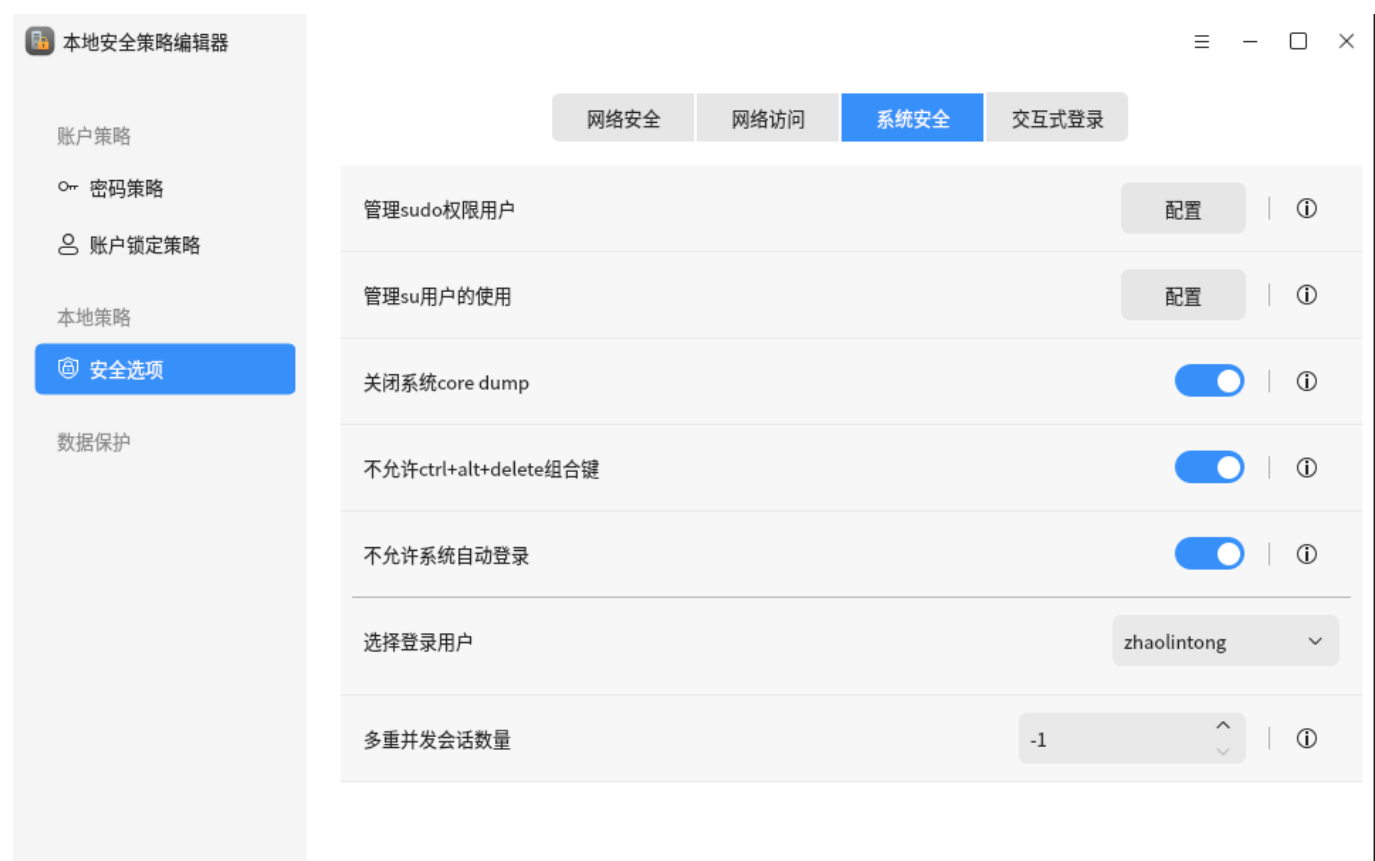 本地安全策略编辑器
网络安全 网络访问 系统安全 交互式登录
账户策略
密码策略
账户锁定策略
本地策略
安全选项
数据保护
管理sudo权限用户 配置
管理su用户的使用 配置
关闭系统core dump
不允许ctrl+alt+delete组合键
不允许系统自动登录
选择登录用户 zhaolintong
多重并发会话数量 -1